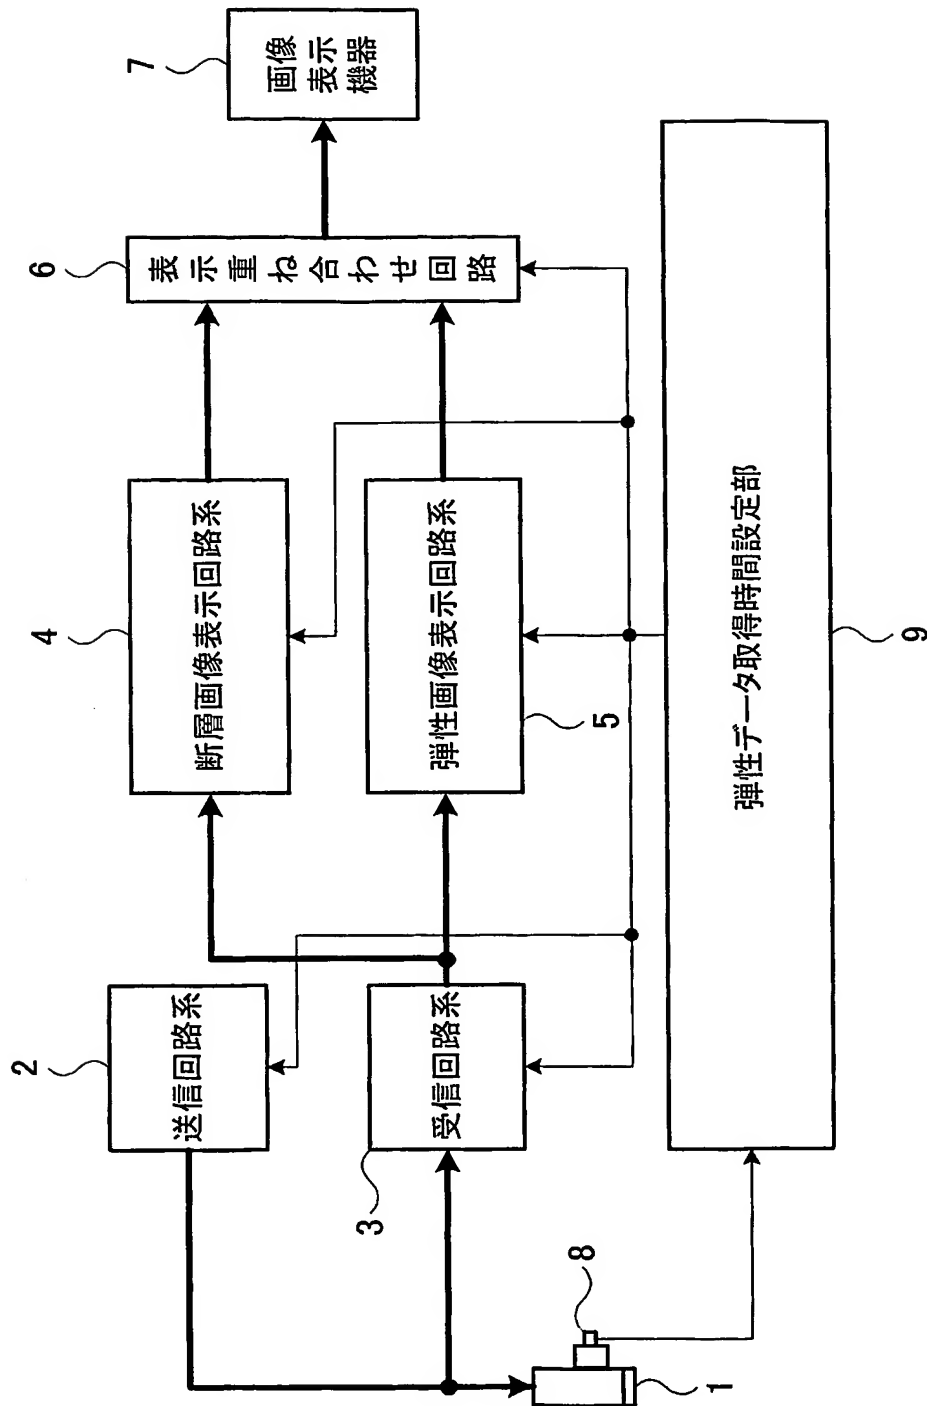 2
送信回路系
3
受信回路系
4
断層画像表示回路系
弾性画像表示回路系
5
6
表示重ね合わせ回路
7
画像
表示
機器
8
1
弾性データ取得時間設定部
9